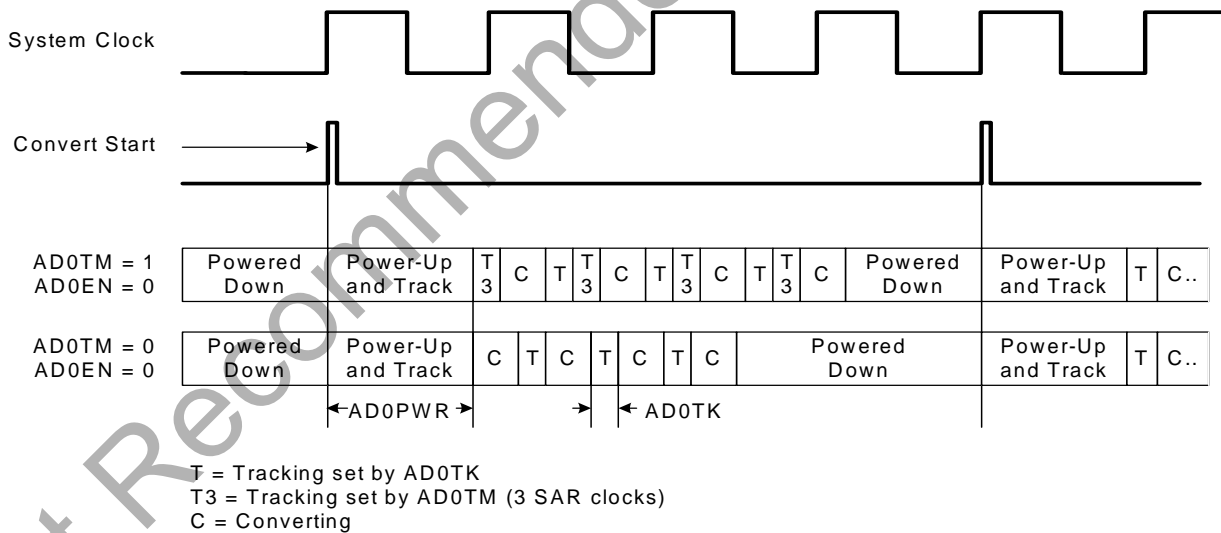 System Clock
Convert Start
AD0TM = 1
AD0EN = 0
Powered
Down
Power-Up
and Track
T
3
C
T
T
3
C
T
T
3
C
T
T
3
C
Powered
Down
Power-Up
and Track
T
C..
AD0TM = 0
AD0EN = 0
Powered
Down
Power-Up
and Track
C
T
C
T
C
T
C
Powered
Down
Power-Up
and Track
T
C..
AD0PWR
AD0TK
T = Tracking set by AD0TK
T3 = Tracking set by AD0TM (3 SAR clocks)
C = Converting
Recommende